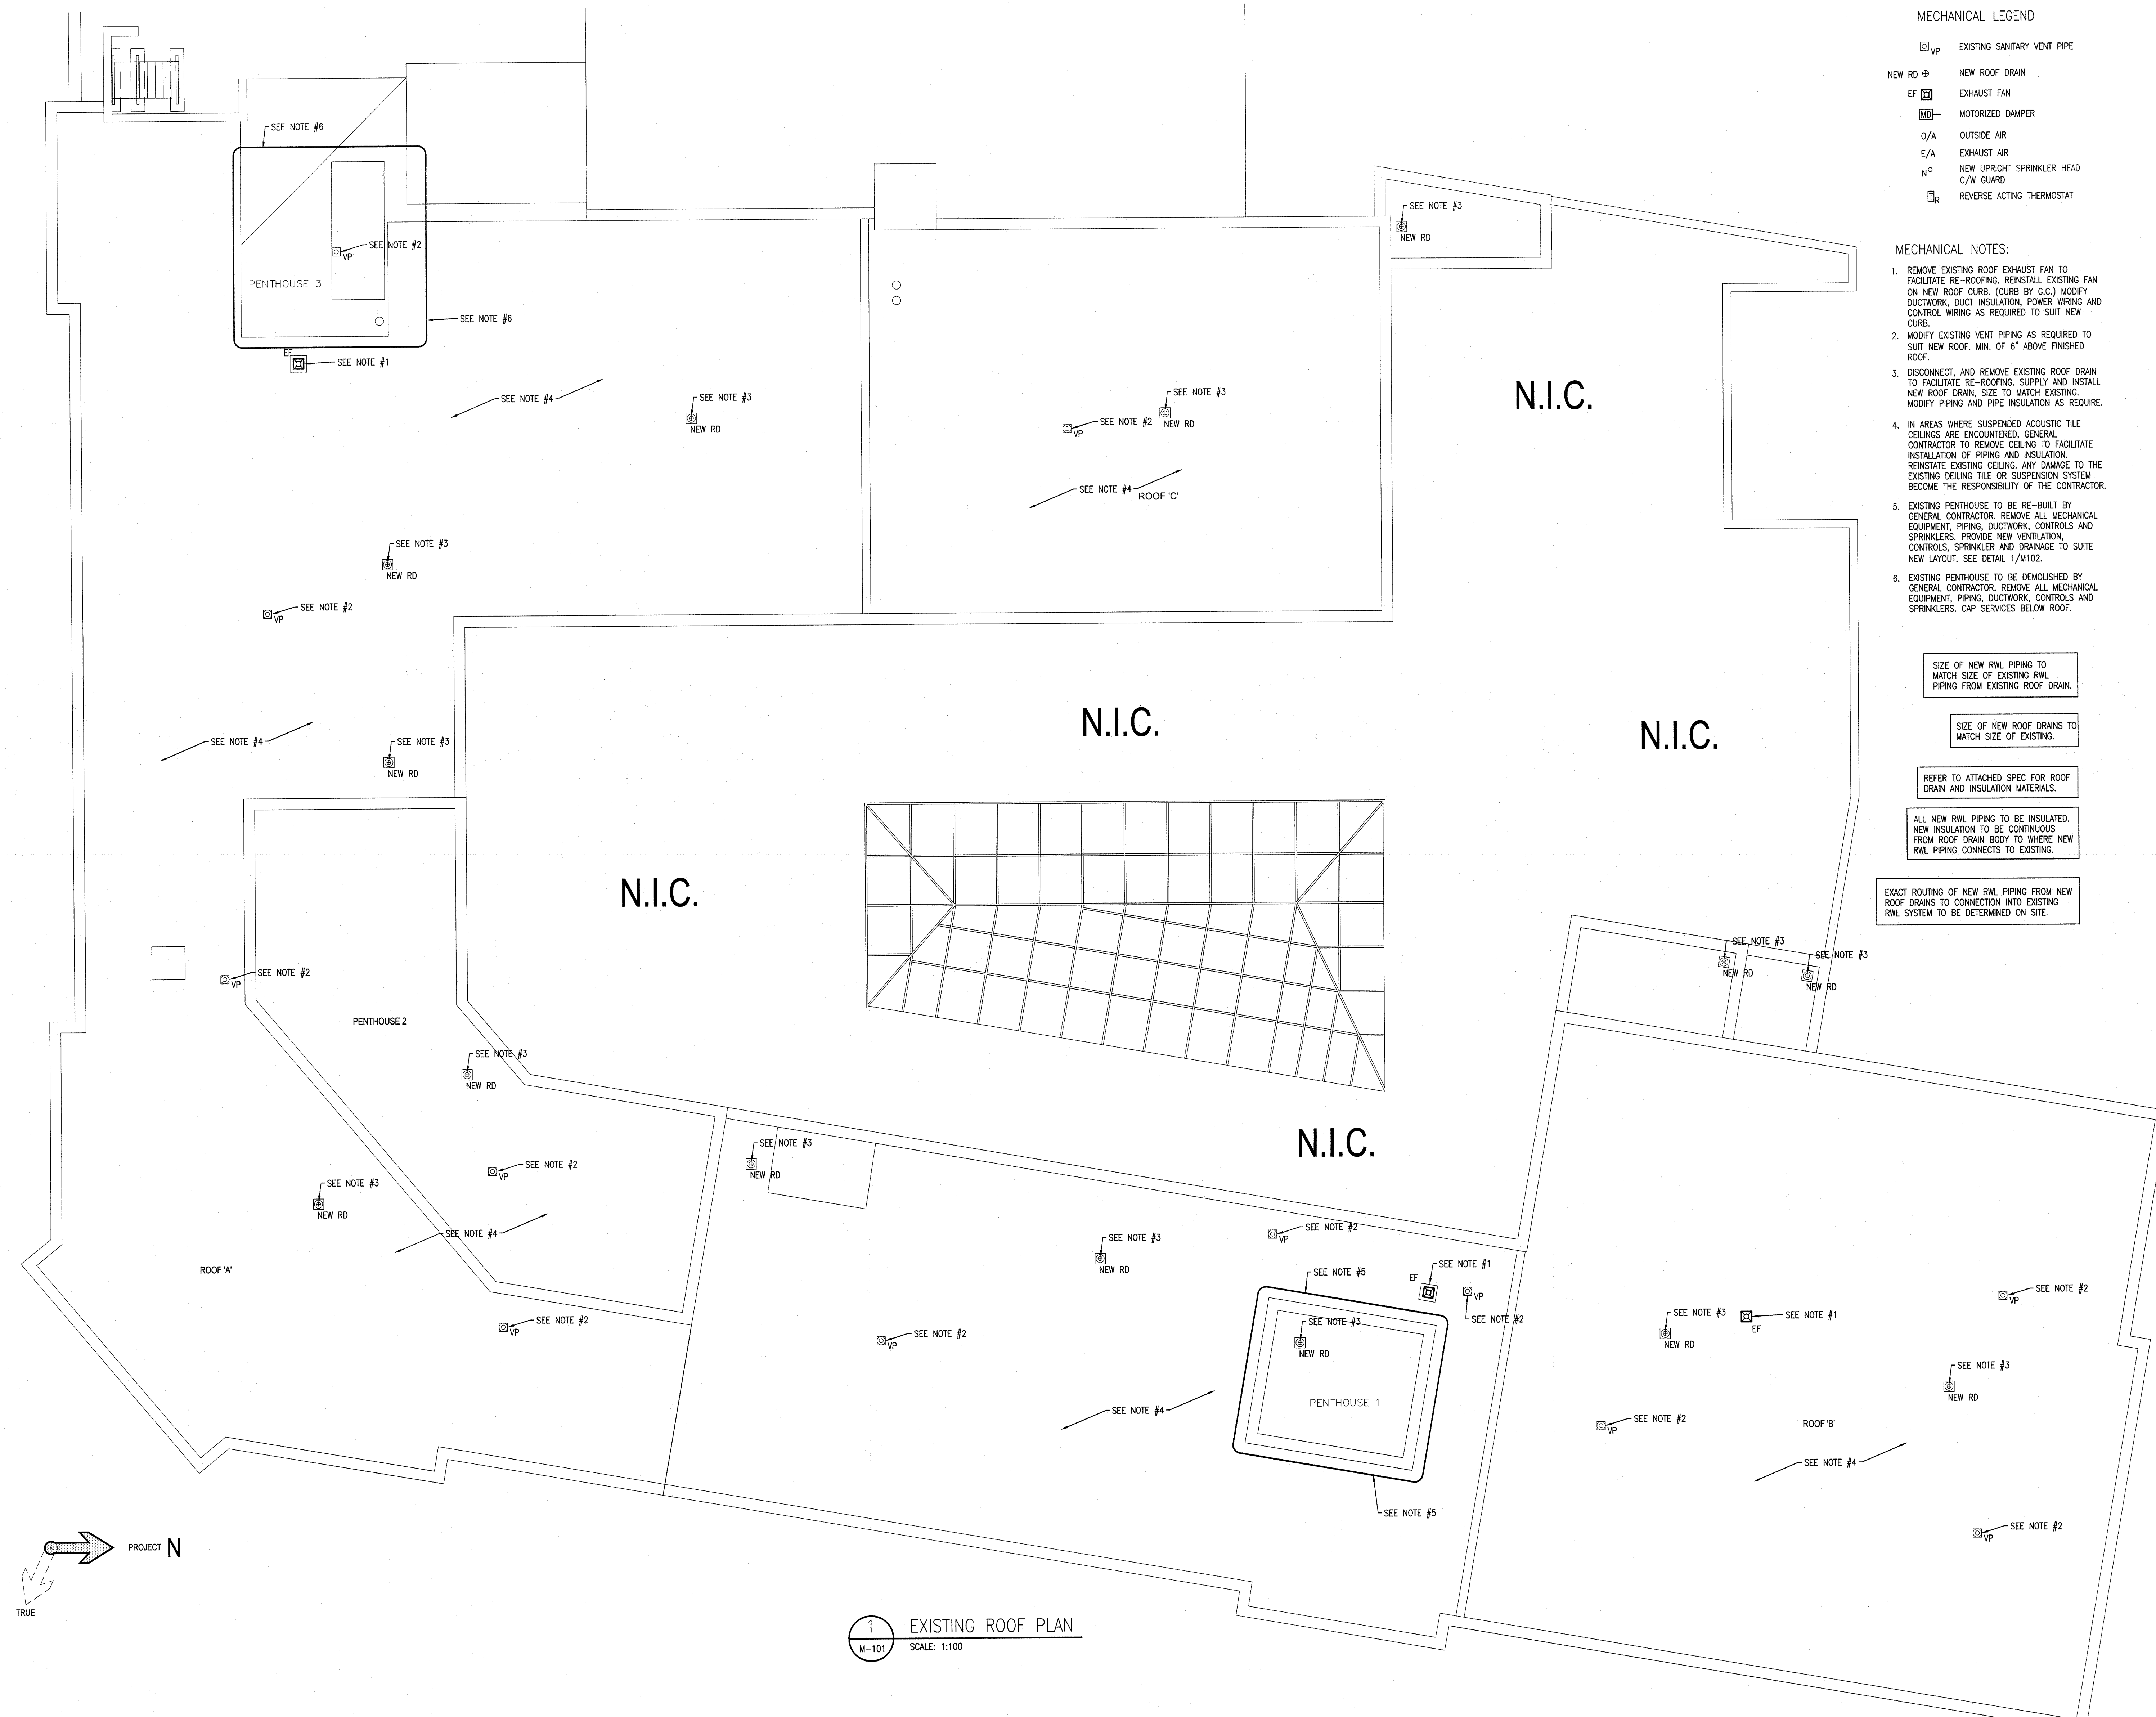 MECHANICAL LEGEND
VP EXISTING SANITARY VENT PIPE
NEW RD NEW ROOF DRAIN
EF EXHAUST FAN
MD MOTORIZED DAMPER
O/A OUTSIDE AIR
E/A EXHAUST AIR
N NEW UPRIGHT SPRINKLER HEAD
C/W GUARD
T R REVERSE ACTING THERMOSTAT
MECHANICAL NOTES:
1. REMOVE EXISTING ROOF EXHAUST FAN TO
FACILITATE RE-ROOFING. REINSTALL EXISTING FAN
ON NEW ROOF CURB. (CURB BY G.C.) MODIFY
DUCTWORK, DUCT INSULATION, POWER WIRING AND
CONTROL WIRING AS REQUIRED TO SUIT NEW
CURB.
2. MODIFY EXISTING VENT PIPING AS REQUIRED TO
SUIT NEW ROOF. MIN. OF 6" ABOVE FINISHED
ROOF.
3. DISCONNECT, AND REMOVE EXISTING ROOF DRAIN
TO FACILITATE RE-ROOFING. SUPPLY AND INSTALL
NEW ROOF DRAIN, SIZE TO MATCH EXISTING.
MODIFY PIPING AND PIPE INSULATION AS REQUIRE.
4. IN AREAS WHERE SUSPENDED ACOUSTIC TILE
CEILINGS ARE ENCOUNTERED, GENERAL
CONTRACTOR TO REMOVE CEILING TO FACILITATE
INSTALLATION OF PIPING AND INSULATION.
REINSTATE EXISTING CEILING. ANY DAMAGE TO THE
EXISTING DEILING TILE OR SUSPENSION SYSTEM
BECOME THE RESPONSIBILITY OF THE CONTRACTOR.
5. EXISTING PENTHOUSE TO BE RE-BUILT BY
GENERAL CONTRACTOR. REMOVE ALL MECHANICAL
EQUIPMENT, PIPING, DUCTWORK, CONTROLS AND
SPRINKLERS. PROVIDE NEW VENTILATION,
CONTROLS, SPRINKLER AND DRAINAGE TO SUITE
NEW LAYOUT. SEE DETAIL 1/M102.
6. EXISTING PENTHOUSE TO BE DEMOLISHED BY
GENERAL CONTRACTOR. REMOVE ALL MECHANICAL
EQUIPMENT, PIPING, DUCTWORK, CONTROLS AND
SPRINKLERS. CAP SERVICES BELOW ROOF.
SIZE OF NEW RWL PIPING TO
MATCH SIZE OF EXISTING RWL
PIPING FROM EXISTING ROOF DRAIN.
SIZE OF NEW ROOF DRAINS TO
MATCH SIZE OF EXISTING.
REFER TO ATTACHED SPEC FOR ROOF
DRAIN AND INSULATION MATERIALS.
ALL NEW RWL PIPING TO BE INSULATED.
NEW INSULATION TO BE CONTINUOUS
FROM ROOF DRAIN BODY TO WHERE NEW
RWL PIPING CONNECTS TO EXISTING.
EXACT ROUTING OF NEW RWL PIPING FROM NEW
ROOF DRAINS TO CONNECTION INTO EXISTING
RWL SYSTEM TO BE DETERMINED ON SITE.
SEE NOTE #6
SEE NOTE #2
VP
PENTHOUSE 3
SEE NOTE #6
EF
SEE NOTE #1
SEE NOTE #4
SEE NOTE #3
NEW RD
SEE NOTE #3
NEW RD
SEE NOTE #2
VP
SEE NOTE #4
ROOF 'C'
SEE NOTE #3
NEW RD
N.I.C.
SEE NOTE #3
NEW RD
SEE NOTE #2
VP
SEE NOTE #4
SEE NOTE #3
NEW RD
N.I.C.
N.I.C.
N.I.C.
SEE NOTE #3
NEW RD
SEE NOTE #3
NEW RD
SEE NOTE #2
VP
PENTHOUSE 2
SEE NOTE #3
NEW RD
N.I.C.
SEE NOTE #3
NEW RD
SEE NOTE #2
VP
SEE NOTE #3
NEW RD
SEE NOTE #4
ROOF 'A'
SEE NOTE #2
VP
SEE NOTE #3
NEW RD
SEE NOTE #2
VP
SEE NOTE #1
EF
SEE NOTE #5
VP
SEE NOTE #2
SEE NOTE #2
VP
SEE NOTE #3
NEW RD
PENTHOUSE 1
SEE NOTE #4
SEE NOTE #5
SEE NOTE #2
VP
SEE NOTE #3
NEW RD
SEE NOTE #1
EF
SEE NOTE #3
NEW RD
SEE NOTE #2
VP
ROOF 'B'
SEE NOTE #4
SEE NOTE #2
VP
PROJECT N
TRUE
1
M-101
EXISTING ROOF PLAN
SCALE: 1:100